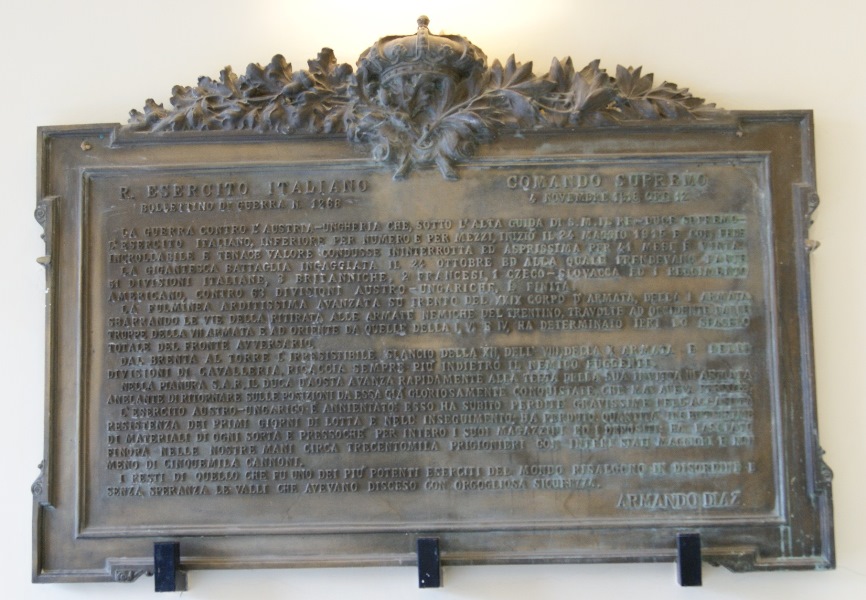 R. ESERCITO ITALIANO COMANDO SUPREMO
BOLLETTINO DI GUERRA N. 1268 4 NOVEMBRE 1918 ORE 12
LA GUERRA CONTRO L'AUSTRIA-UNGHERIA CHE, SOTTO L'ALTA GUIDA DI S.M. IL RE-DUCE SUPREMO-
L'ESERCITO ITALIANO, INFERIORE PER NUMERO E PER MEZZI, INIZIÒ IL 24 MAGGIO 1915 E CON FEDE
INCROLLABILE E TENACE VALORE CONDUSSE ININTERROTTA ED ASPRISSIMA PER 41 MESI È VINTA.
LA GIGANTESCA BATTAGLIA INGAGGIATA IL 24 OTTOBRE ED ALLA QUALE PRENDEVANO PARTE
51 DIVISIONI ITALIANE, 3 BRITANNICHE, 2 FRANCESI, 1 CZECO-SLOVACCA ED 1 REGGIMENTO
AMERICANO, CONTRO 63 DIVISIONI AUSTRO-UNGARICHE, È FINITA.
LA FULMINEA ARDITISSIMA AVANZATA SU TRENTO DEL XXIX CORPO D'ARMATA, DELLA I ARMATA
SBARRANDO LE VIE DELLA RITIRATA ALLE ARMATE NEMICHE DEL TRENTINO, TRAVOLTE AD OCCIDENTE DALLE
TRUPPE DELLA VII ARMATA E AD ORIENTE DA QUELLE DELLA I, VI, E IV, HA DETERMINATO IERI LO SFACELO
TOTALE DEL FRONTE AVVERSARIO.
DAL BRENTA AL TORRE L'IRRESISTIBILE SLANCIO DELLA XII, DELL'VIII, DELLA X ARMATA E DELLE
DIVISIONI DI CAVALLERIA, RICACCIA SEMPRE PIÙ INDIETRO IL NEMICO FUGGENTE.
NELLA PIANURA S.A.R. IL DUCA D'AOSTA AVANZA RAPIDAMENTE ALLA TESTA DELLA SUA INVITTA III ARMATA
ANELANTE DI RITORNARE SULLE POSIZIONI DA ESSA GIÀ GLORIOSAMENTE CONQUISTATE, CHE MAI AVEVA PERDUTE.
L'ESERCITO AUSTRO-UNGARICO È ANNIENTATO: ESSO HA SUBITO PERDITE GRAVISSIME NELL'ACCANITA
RESISTENZA DEI PRIMI GIORNI DI LOTTA E NELL'INSEGUIMENTO; HA PERDUTO QUANTITÀ INGENTISSIME
DI MATERIALI DI OGNI SORTA E PRESSOCHÈ PER INTERO I SUOI MAGAZZINI ED I DEPOSITI. HA LASCIATO
FINORA NELLE NOSTRE MANI CIRCA TRECENTOMILA PRIGIONIERI CON INTERI STATI MAGGIORI E NON
MENO DI CINQUEMILA CANNONI.
I RESTI DI QUELLO CHE FU UNO DEI PIÙ POTENTI ESERCITI DEL MONDO RISALGONO IN DISORDINE E
SENZA SPERANZA LE VALLI CHE AVEVANO DISCESO CON ORGOGLIOSA SICUREZZA.
ARMANDO DIAZ